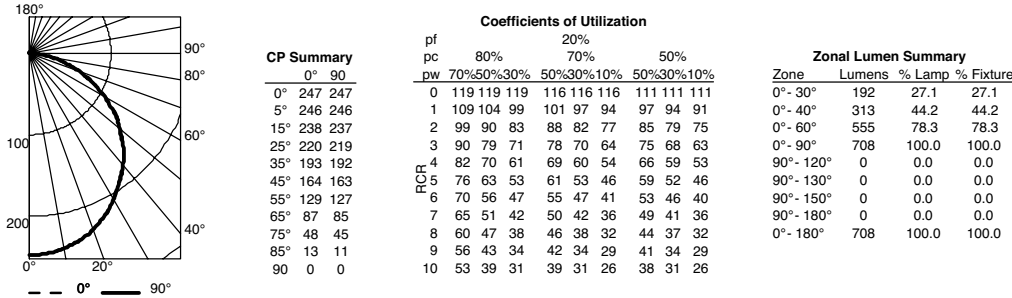 180°
90°
80°
60°
40°
100
200
0°
20°
0°
90°
CP Summary
0° 90
0° 247 247
5° 246 246
15° 238 237
25° 220 219
35° 193 192
45° 164 163
55° 129 127
65° 87 85
75° 48 45
85° 13 11
90 0 0
Coefficients of Utilization
pf 20%
pc 80% 70% 50%
pw 70%50%30% 50%30%10% 50%30%10%
RCR
0 119 119 119 116 116 116 111 111 111
1 109 104 99 101 97 94 97 94 91
2 99 90 83 88 82 77 85 79 75
3 90 79 71 78 70 64 75 68 63
4 82 70 61 69 60 54 66 59 53
5 76 63 53 61 53 46 59 52 46
6 70 56 47 55 47 41 53 46 40
7 65 51 42 50 42 36 49 41 36
8 60 47 38 46 38 32 44 37 32
9 56 43 34 42 34 29 41 34 29
10 53 39 31 39 31 26 38 31 26
Zonal Lumen Summary
Zone Lumens % Lamp % Fixture
0°- 30° 192 27.1 27.1
0°- 40° 313 44.2 44.2
0°- 60° 555 78.3 78.3
0°- 90° 708 100.0 100.0
90°- 120° 0 0.0 0.0
90°- 130° 0 0.0 0.0
90°- 150° 0 0.0 0.0
90°- 180° 0 0.0 0.0
0°- 180° 708 100.0 100.0